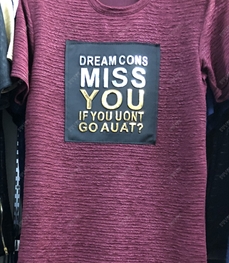 DREAM CONS
MISS
YOU
IF YOU UONT
GO AUAT?